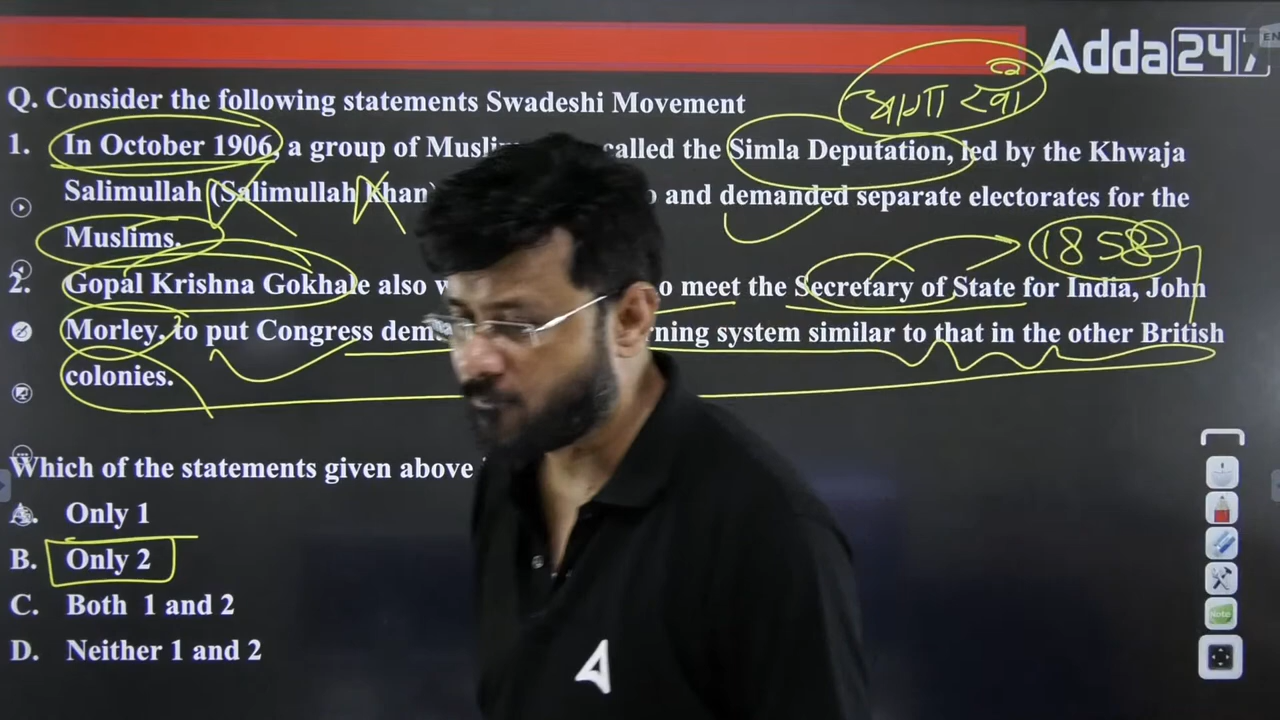 Adda 247
EN
आगा खाँ
Q. Consider the following statements Swadeshi Movement
1. In October 1906, a group of called the Simla Deputation, led by the Khwaja
Salimullah (Salimullah khan) and demanded separate electorates for the
Muslims.
1858
2. Gopal Krishna Gokhale also meet the Secretary of State for India, John
Morley, to put Congress system similar to that in the other British
colonies.
Which of the statements given above
A. Only 1
B. Only 2
C. Both 1 and 2
D. Neither 1 and 2
Note